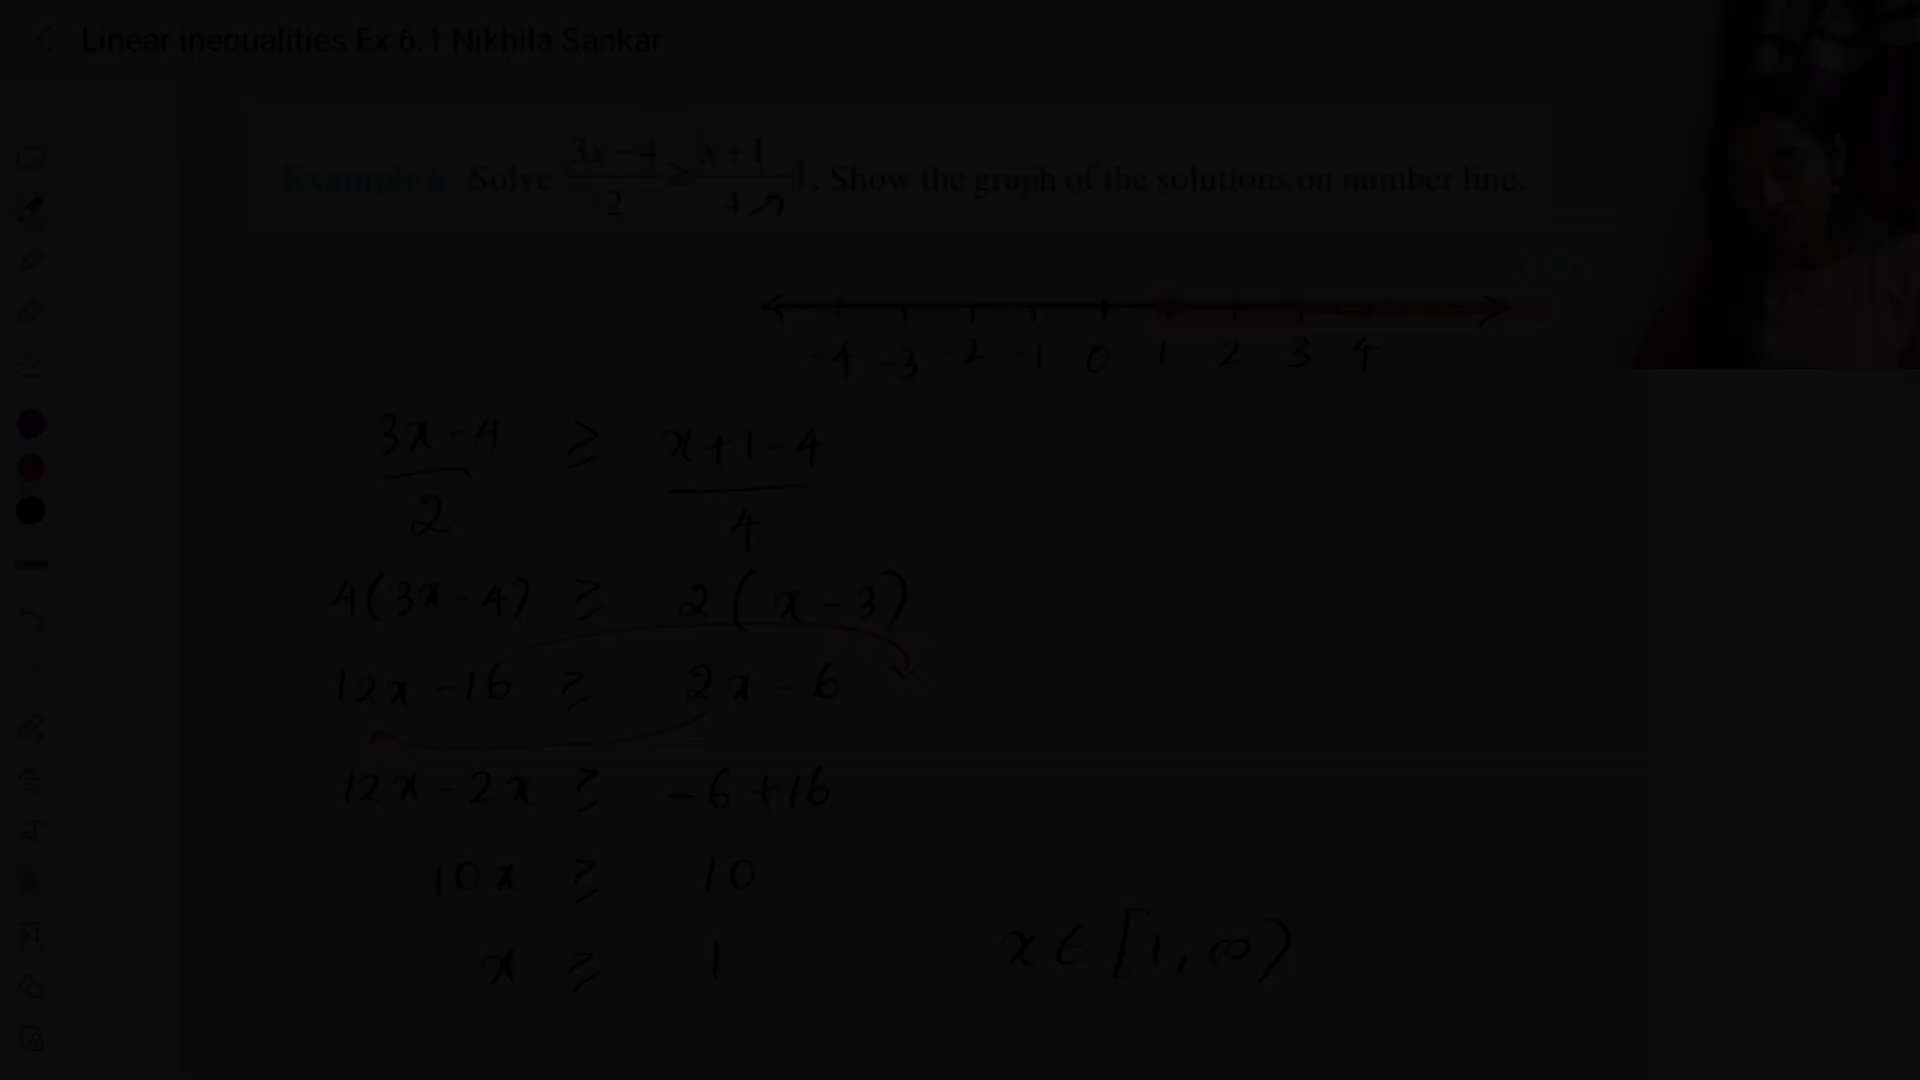 Linear inequalities Ex 6.1 Nikhila Sankar
Example 6 Solve (3x − 4)/2 ≥ (x + 1)/4 − 1. Show the graph of the solutions on number line.
-4 -3 -2 -1 0 1 2 3 4
(3x - 4)/2 ≥ (x + 1 - 4)/4
4(3x - 4) ≥ 2(x - 3)
12x - 16 ≥ 2x - 6
12x - 2x ≥ -6 + 16
10x ≥ 10
x ≥ 1
x ∈ [1, ∞)